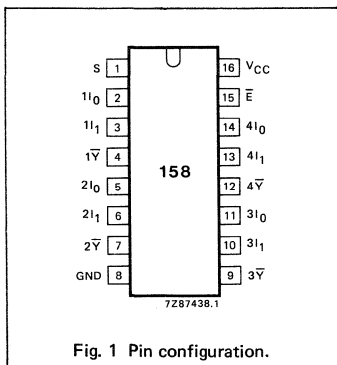 S 1 16 V_CC
1I₀ 2 15 E̅
1I₁ 3 14 4I₀
1Y̅ 4 13 4I₁
158
2I₀ 5 12 4Y̅
2I₁ 6 11 3I₀
2Y̅ 7 10 3I₁
GND 8 9 3Y̅
7Z87438.1
Fig. 1 Pin configuration.